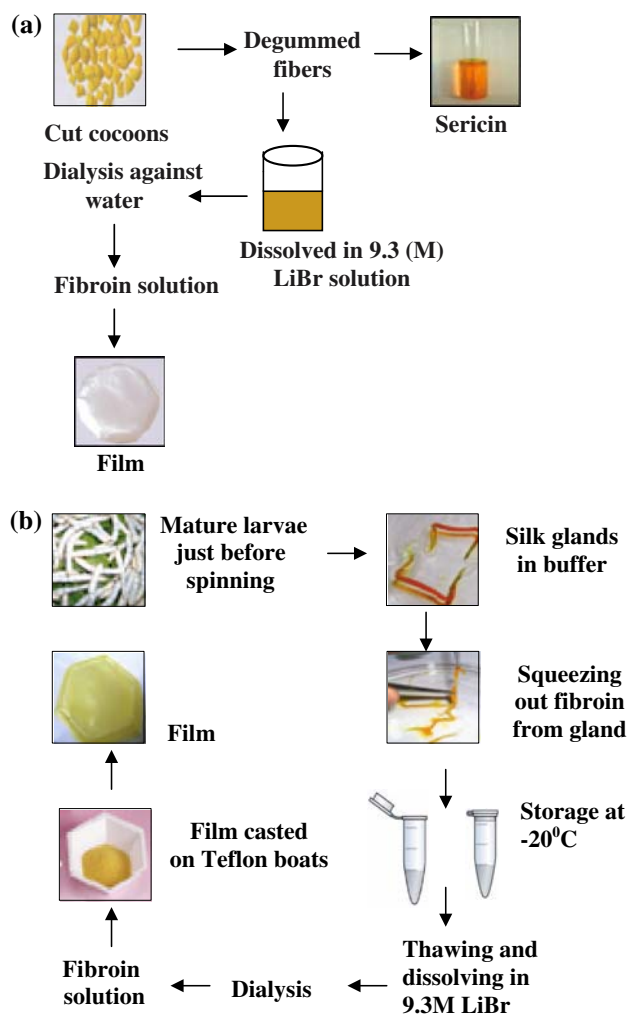 (a)
Degummed
fibers
Cut cocoons
Sericin
Dialysis against
water
Dissolved in 9.3 (M)
LiBr solution
Fibroin solution
Film
(b)
Mature larvae
just before
spinning
Silk glands
in buffer
Squeezing
out fibroin
from gland
Storage at
-20⁰C
Thawing and
dissolving in
9.3M LiBr
Dialysis
Fibroin
solution
Film casted
on Teflon boats
Film